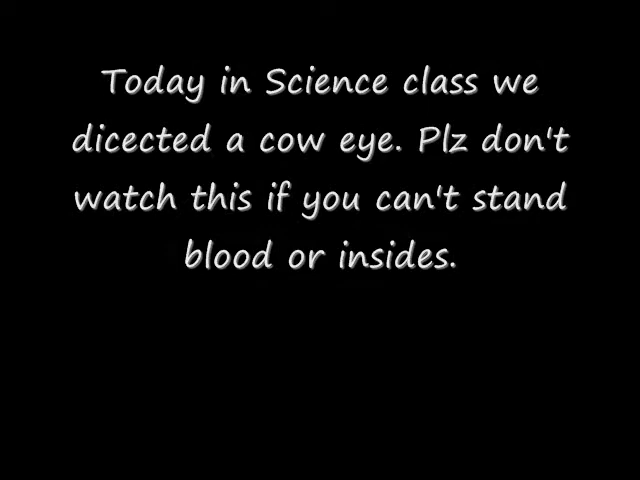 Today in Science class we
dicected a cow eye. Plz don't
watch this if you can't stand
blood or insides.